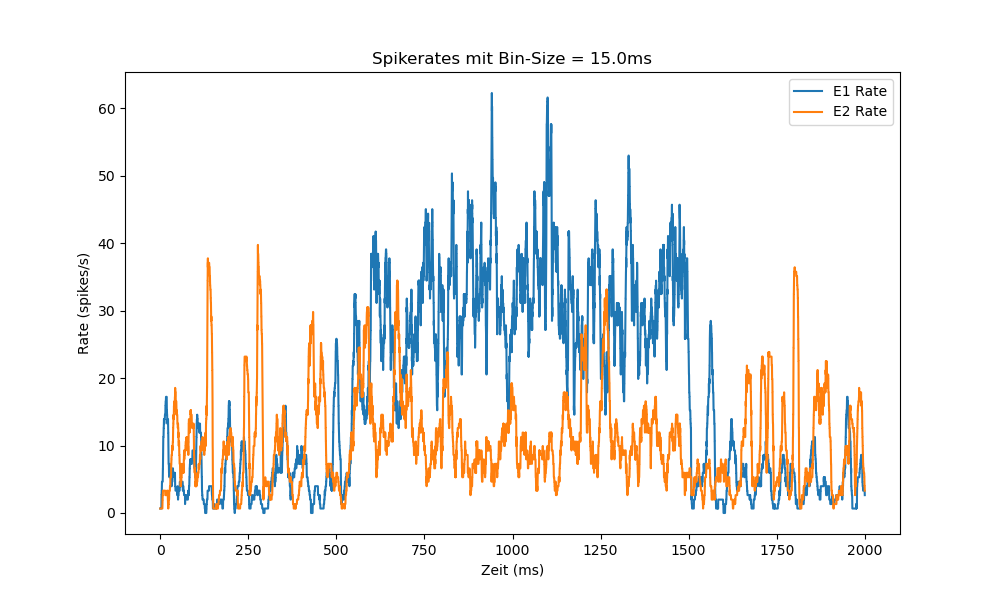 Spikerates mit Bin-Size = 15.0ms
E1 Rate
E2 Rate
60
50
40
30
20
10
0
Rate (spikes/s)
0 250 500 750 1000 1250 1500 1750 2000
Zeit (ms)